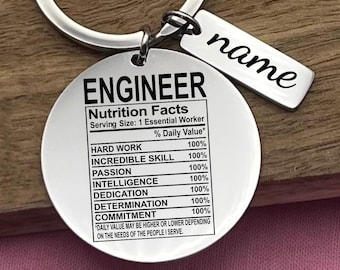 ENGINEER
Nutrition Facts
Serving Size: 1 Essential Worker
% Daily Value*
HARD WORK 100%
INCREDIBLE SKILL 100%
PASSION 100%
INTELLIGENCE 100%
DEDICATION 100%
DETERMINATION 100%
COMMITMENT 100%
*DAILY VALUE MAY BE HIGHER OR LOWER DEPENDING
ON THE NEEDS OF THE PEOPLE I SERVE.
name